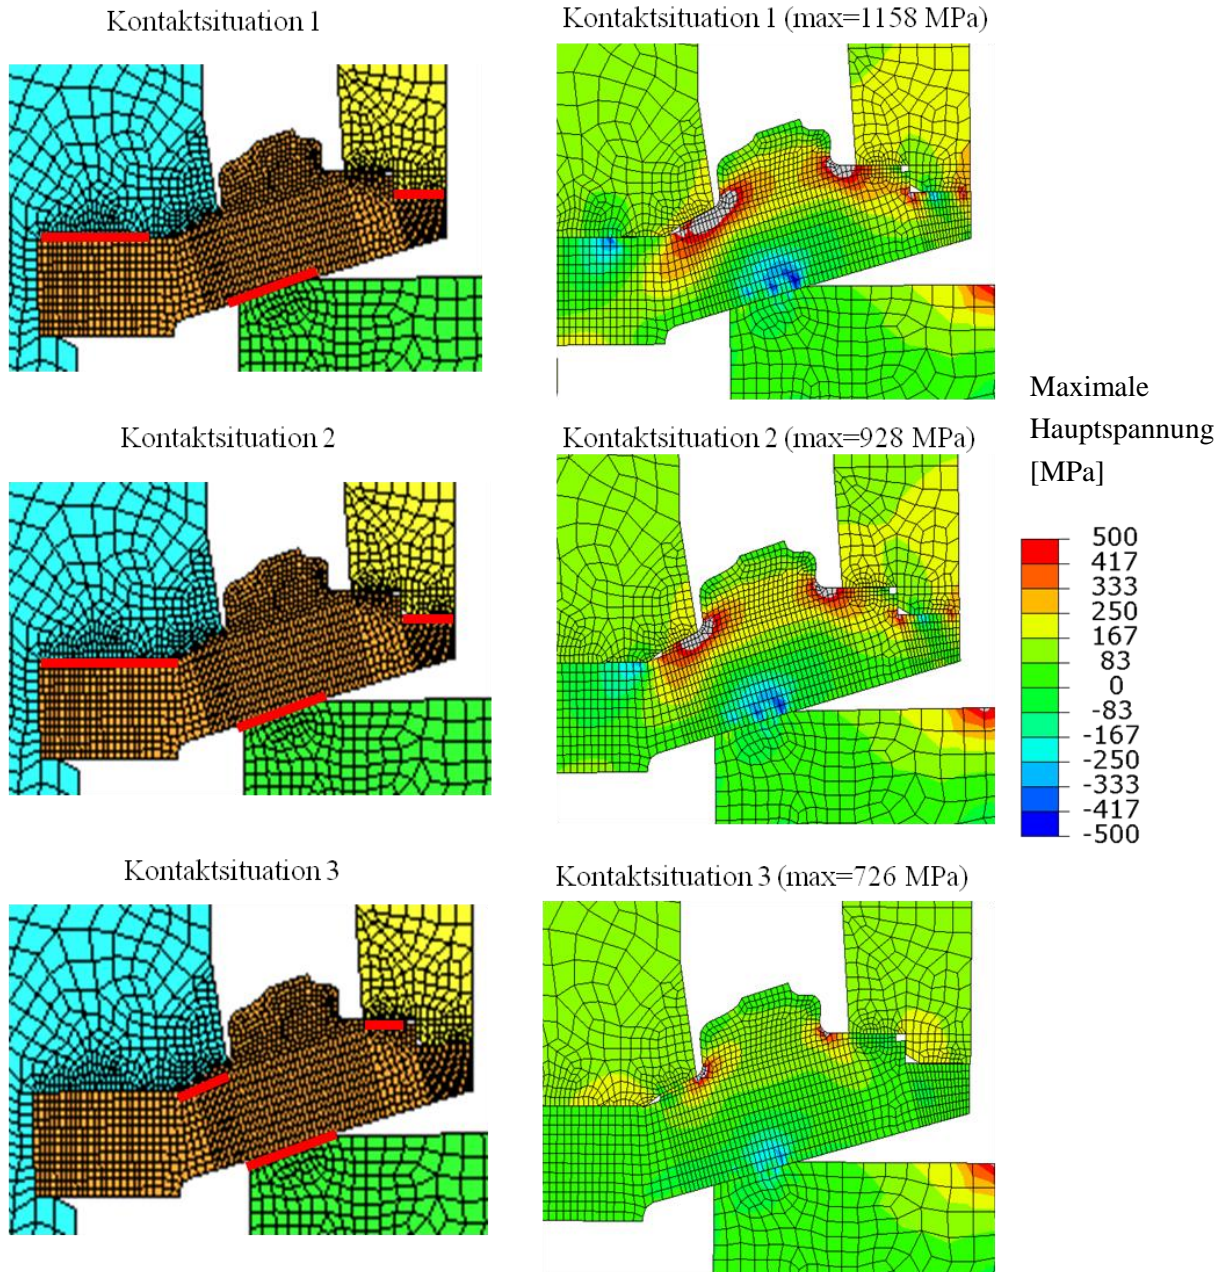 Kontaktsituation 1
Kontaktsituation 1 (max=1158 MPa)
Kontaktsituation 2
Kontaktsituation 2 (max=928 MPa)
Maximale
Hauptspannung
[MPa]
500
417
333
250
167
83
0
-83
-167
-250
-333
-417
-500
Kontaktsituation 3
Kontaktsituation 3 (max=726 MPa)